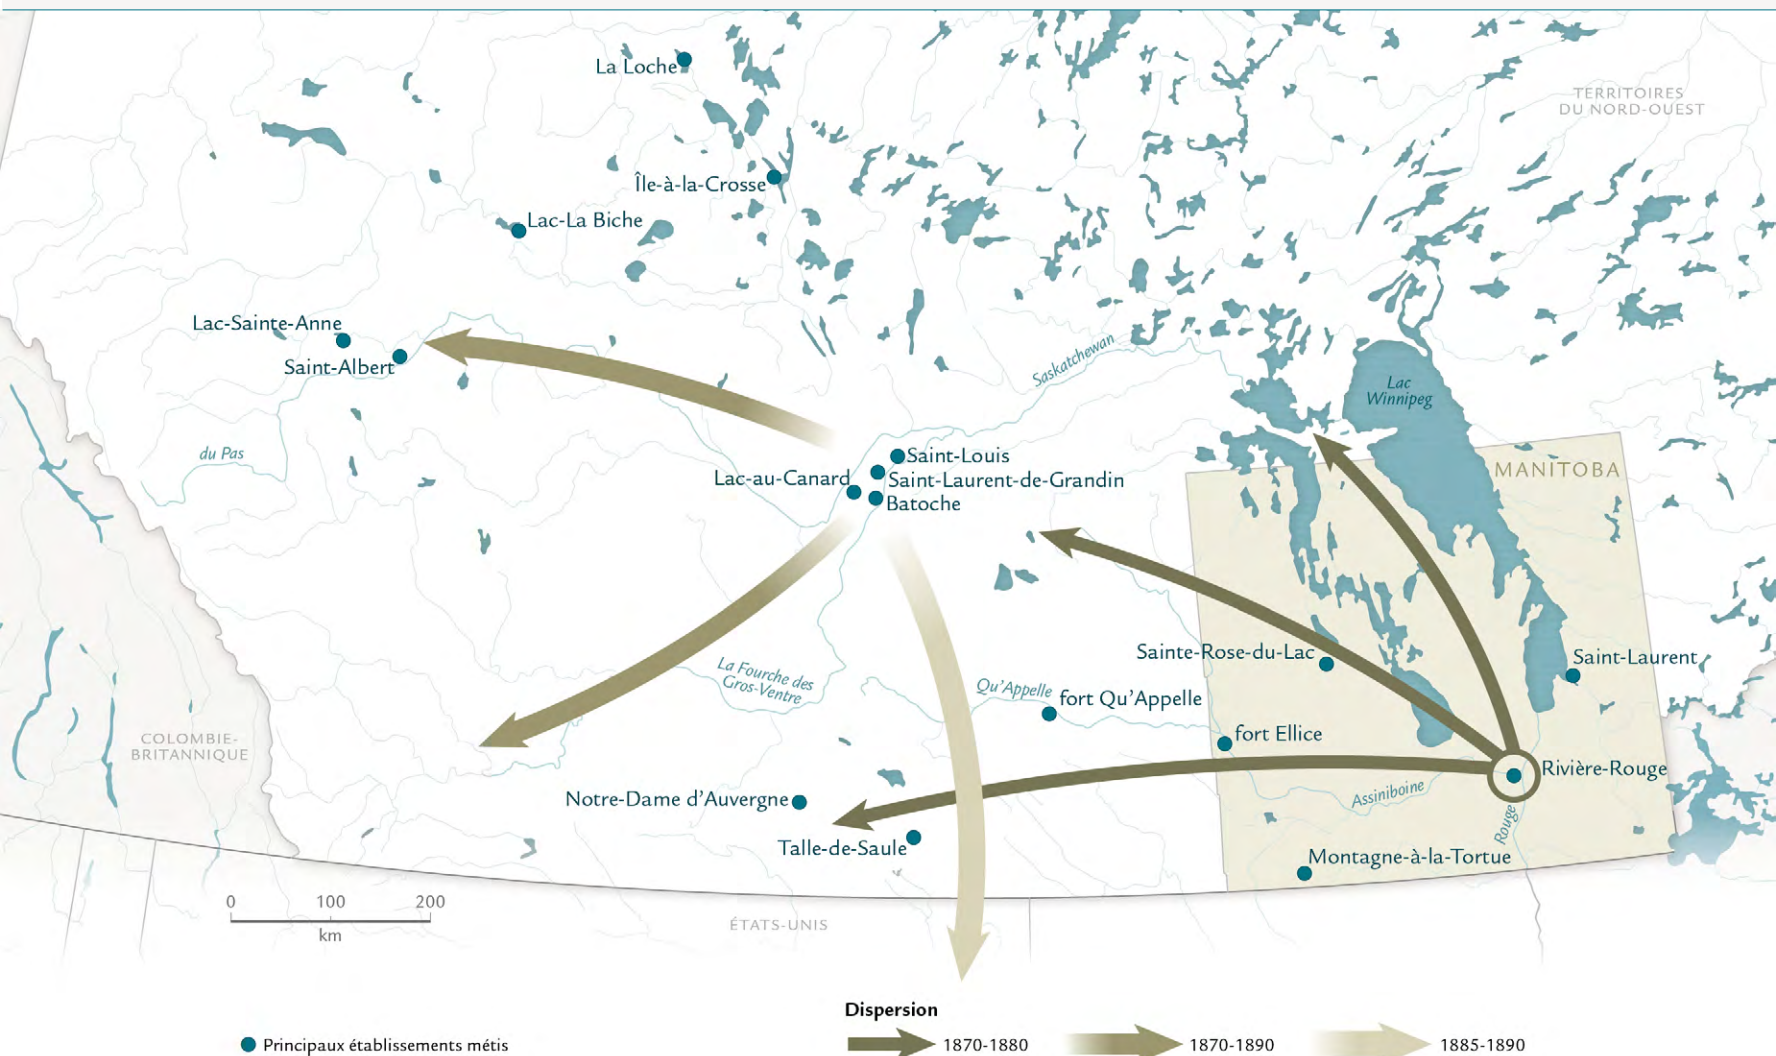 La Loche
TERRITOIRES
DU NORD-OUEST
Île-à-la-Crosse
Lac-La Biche
Lac-Sainte-Anne
Saint-Albert
Saskatchewan
Lac
Winnipeg
du Pas
Saint-Louis
MANITOBA
Lac-au-Canard
Saint-Laurent-de-Grandin
Batoche
Sainte-Rose-du-Lac
Saint-Laurent
La Fourche des
Gros-Ventre
Qu'Appelle
fort Qu'Appelle
fort Ellice
COLOMBIE-
BRITANNIQUE
Rivière-Rouge
Notre-Dame d'Auvergne
Assiniboine
Rouge
Talle-de-Saule
Montagne-à-la-Tortue
0 100 200
km
ÉTATS-UNIS
Dispersion
Principaux établissements métis
1870-1880
1870-1890
1885-1890